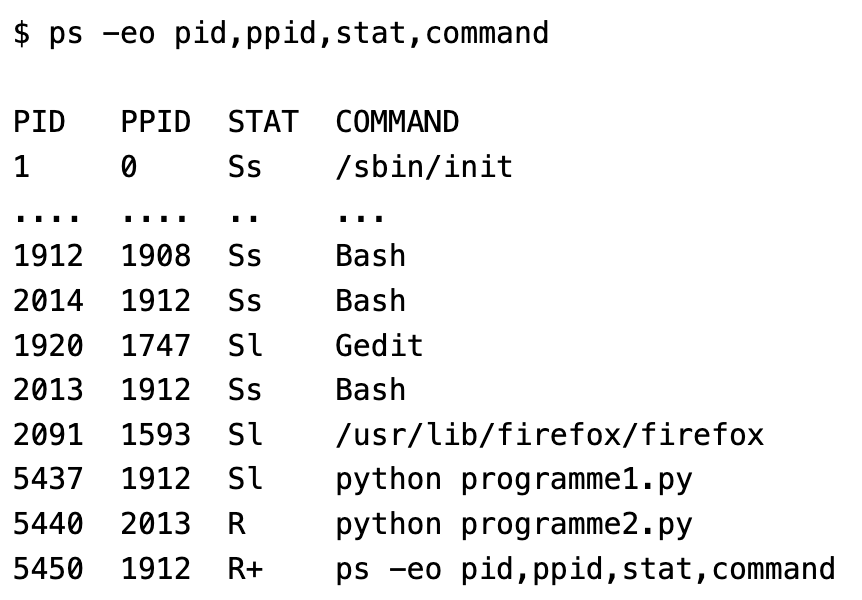 $ ps -eo pid,ppid,stat,command
PID PPID STAT COMMAND
1 0 Ss /sbin/init
.... .... .. ...
1912 1908 Ss Bash
2014 1912 Ss Bash
1920 1747 Sl Gedit
2013 1912 Ss Bash
2091 1593 Sl /usr/lib/firefox/firefox
5437 1912 Sl python programme1.py
5440 2013 R python programme2.py
5450 1912 R+ ps -eo pid,ppid,stat,command